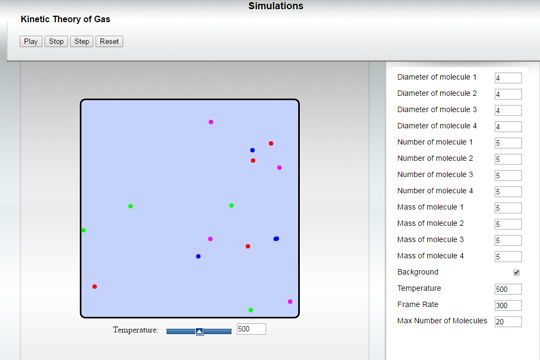 Simulations
Kinetic Theory of Gas
Play Stop Step Reset
Diameter of molecule 1 4
Diameter of molecule 2 4
Diameter of molecule 3 4
Diameter of molecule 4 4
Number of molecule 1 5
Number of molecule 2 5
Number of molecule 3 5
Number of molecule 4 5
Mass of molecule 1 5
Mass of molecule 2 5
Mass of molecule 3 5
Mass of molecule 4 5
Background
Temperature 500
Frame Rate 300
Max Number of Molecules 20
Temperature: 500